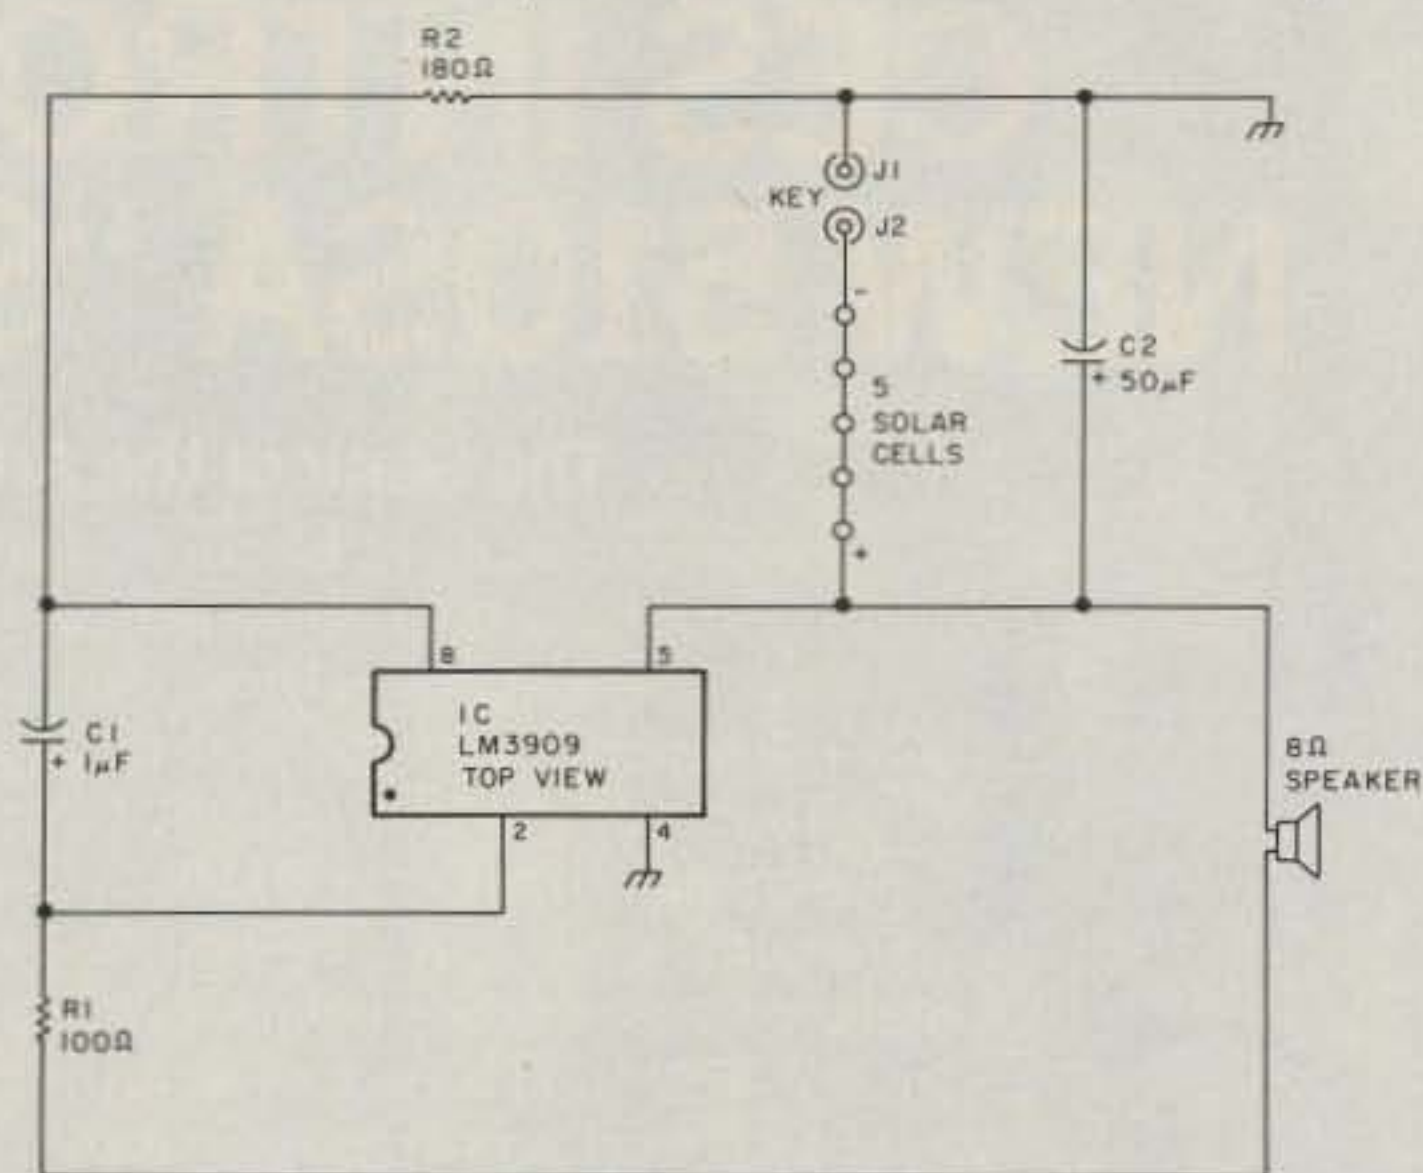 R2
180Ω
J1
KEY
J2
-
5
SOLAR
CELLS
+
C2
+ 50µF
8
5
IC
LM3909
TOP VIEW
2
4
C1
+ 1µF
8Ω
SPEAKER
R1
100Ω